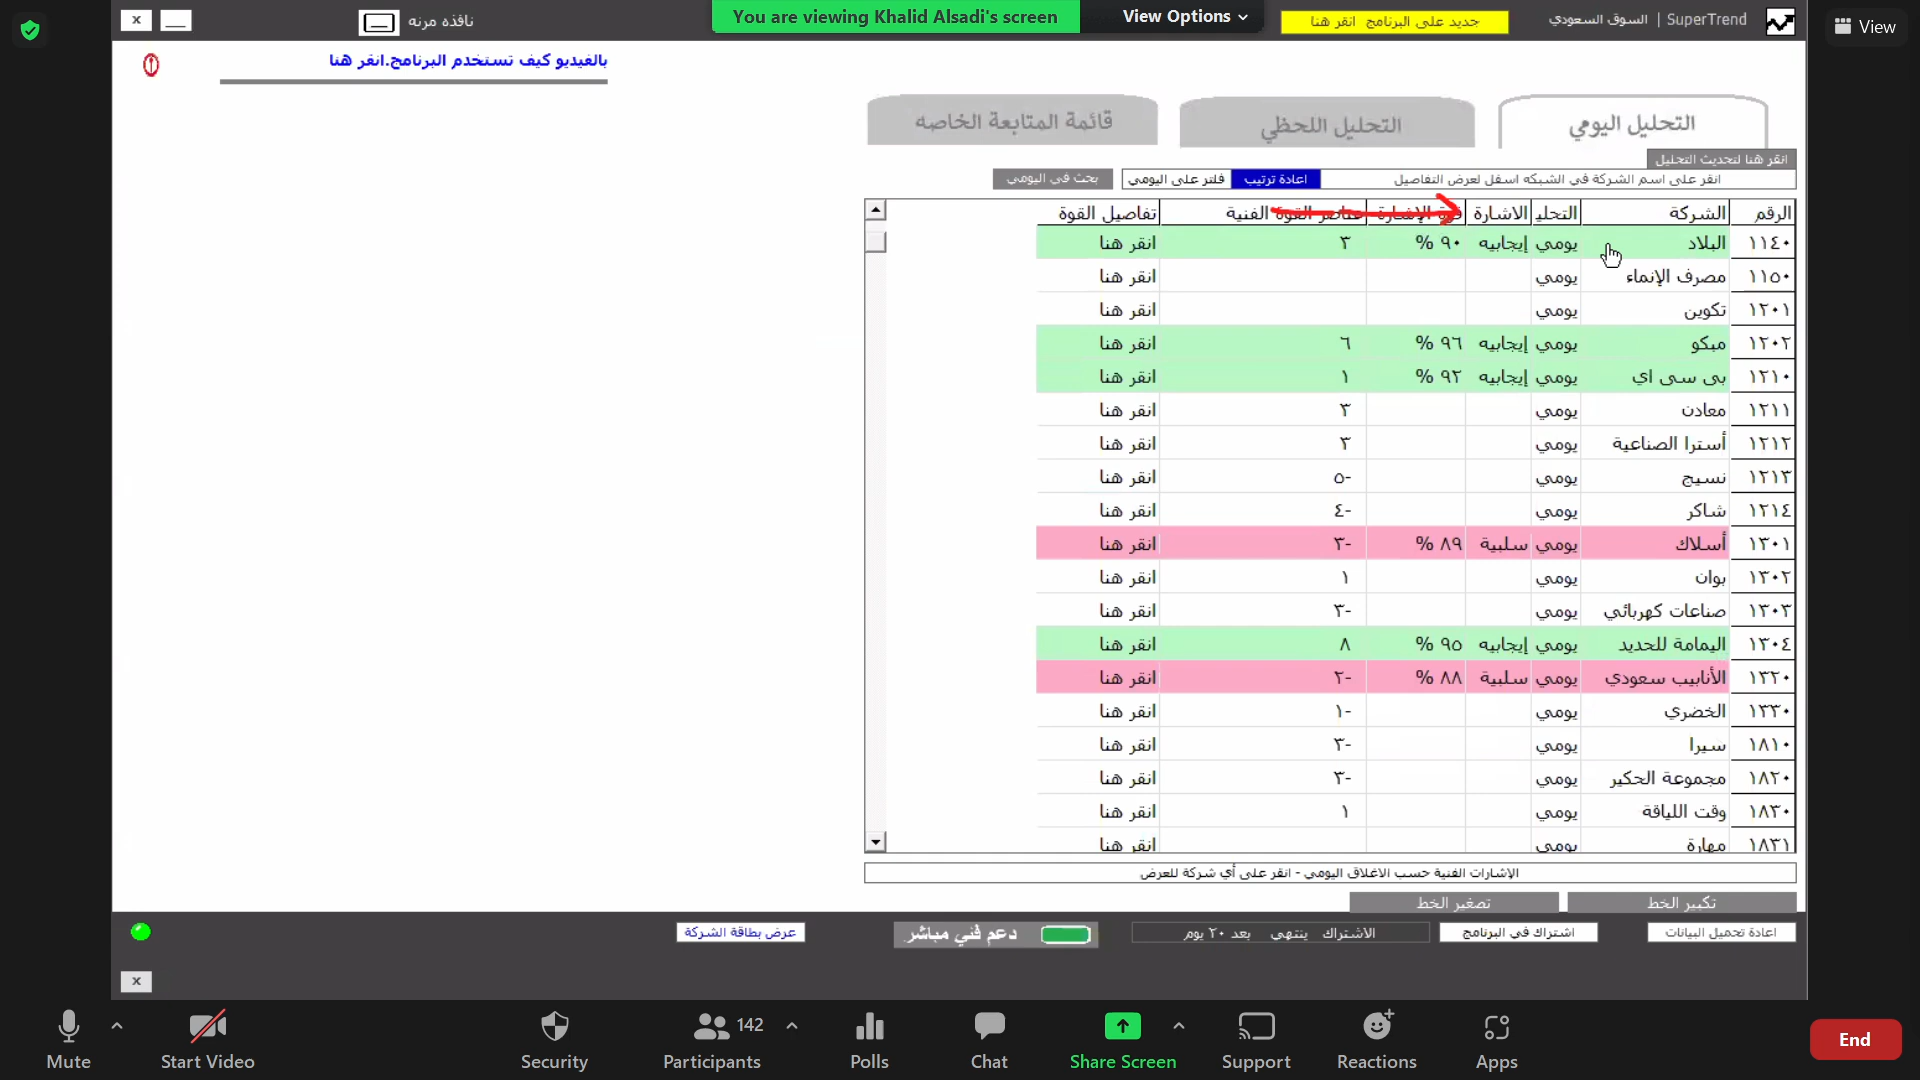 You are viewing Khalid Alsadi's screen
View Options
View
SuperTrend | السوق السعودي
جديد على البرنامج انقر هنا
نافذه مرنه
بالفيديو كيف تستخدم البرنامج.انقر هنا
التحليل اليومي
التحليل اللحظي
قائمة المتابعة الخاصه
انقر هنا لتحديث التحليل
انقر على اسم الشركة في الشبكه اسفل لعرض التفاصيل
اعادة ترتيب
فلتر على اليومي
بحث في اليومي
الرقم الشركة التحليل الاشارة قوة الإشارة عناصر القوة الفنية تفاصيل القوة
١١٤٠ البلاد يومي إيجابيه ٩٠ % ٣ انقر هنا
١١٥٠ مصرف الإنماء يومي انقر هنا
١٢٠١ تكوين يومي انقر هنا
١٢٠٢ مبكو يومي إيجابيه ٩٦ % ٦ انقر هنا
١٢١٠ بى سى اي يومي إيجابيه ٩٢ % ١ انقر هنا
١٢١١ معادن يومي ٣ انقر هنا
١٢١٢ أسترا الصناعية يومي ٣ انقر هنا
١٢١٣ نسيج يومي -٥ انقر هنا
١٢١٤ شاكر يومي -٤ انقر هنا
١٣٠١ أسلاك يومي سلبية ٨٩ % -٣ انقر هنا
١٣٠٢ بوان يومي ١ انقر هنا
١٣٠٣ صناعات كهربائي يومي -٣ انقر هنا
١٣٠٤ اليمامة للحديد يومي إيجابيه ٩٥ % ٨ انقر هنا
١٣٢٠ الأنابيب سعودي يومي سلبية ٨٨ % -٢ انقر هنا
١٣٣٠ الخضري يومي -١ انقر هنا
١٨١٠ سيرا يومي -٣ انقر هنا
١٨٢٠ مجموعة الحكير يومي -٣ انقر هنا
١٨٣٠ وقت اللياقة يومي ١ انقر هنا
١٨٣١ مهارة يومي انقر هنا
الإشارات الفنية حسب الاغلاق اليومي - انقر على أي شركة للعرض
تكبير الخط
تصغير الخط
اعادة تحميل البيانات
اشتراك في البرنامج
الاشتراك ينتهي بعد ٢٠ يوم
دعم فني مباشر
عرض بطاقة الشركة
x
Mute
Start Video
Security
142
Participants
Polls
Chat
Share Screen
Support
Reactions
Apps
End